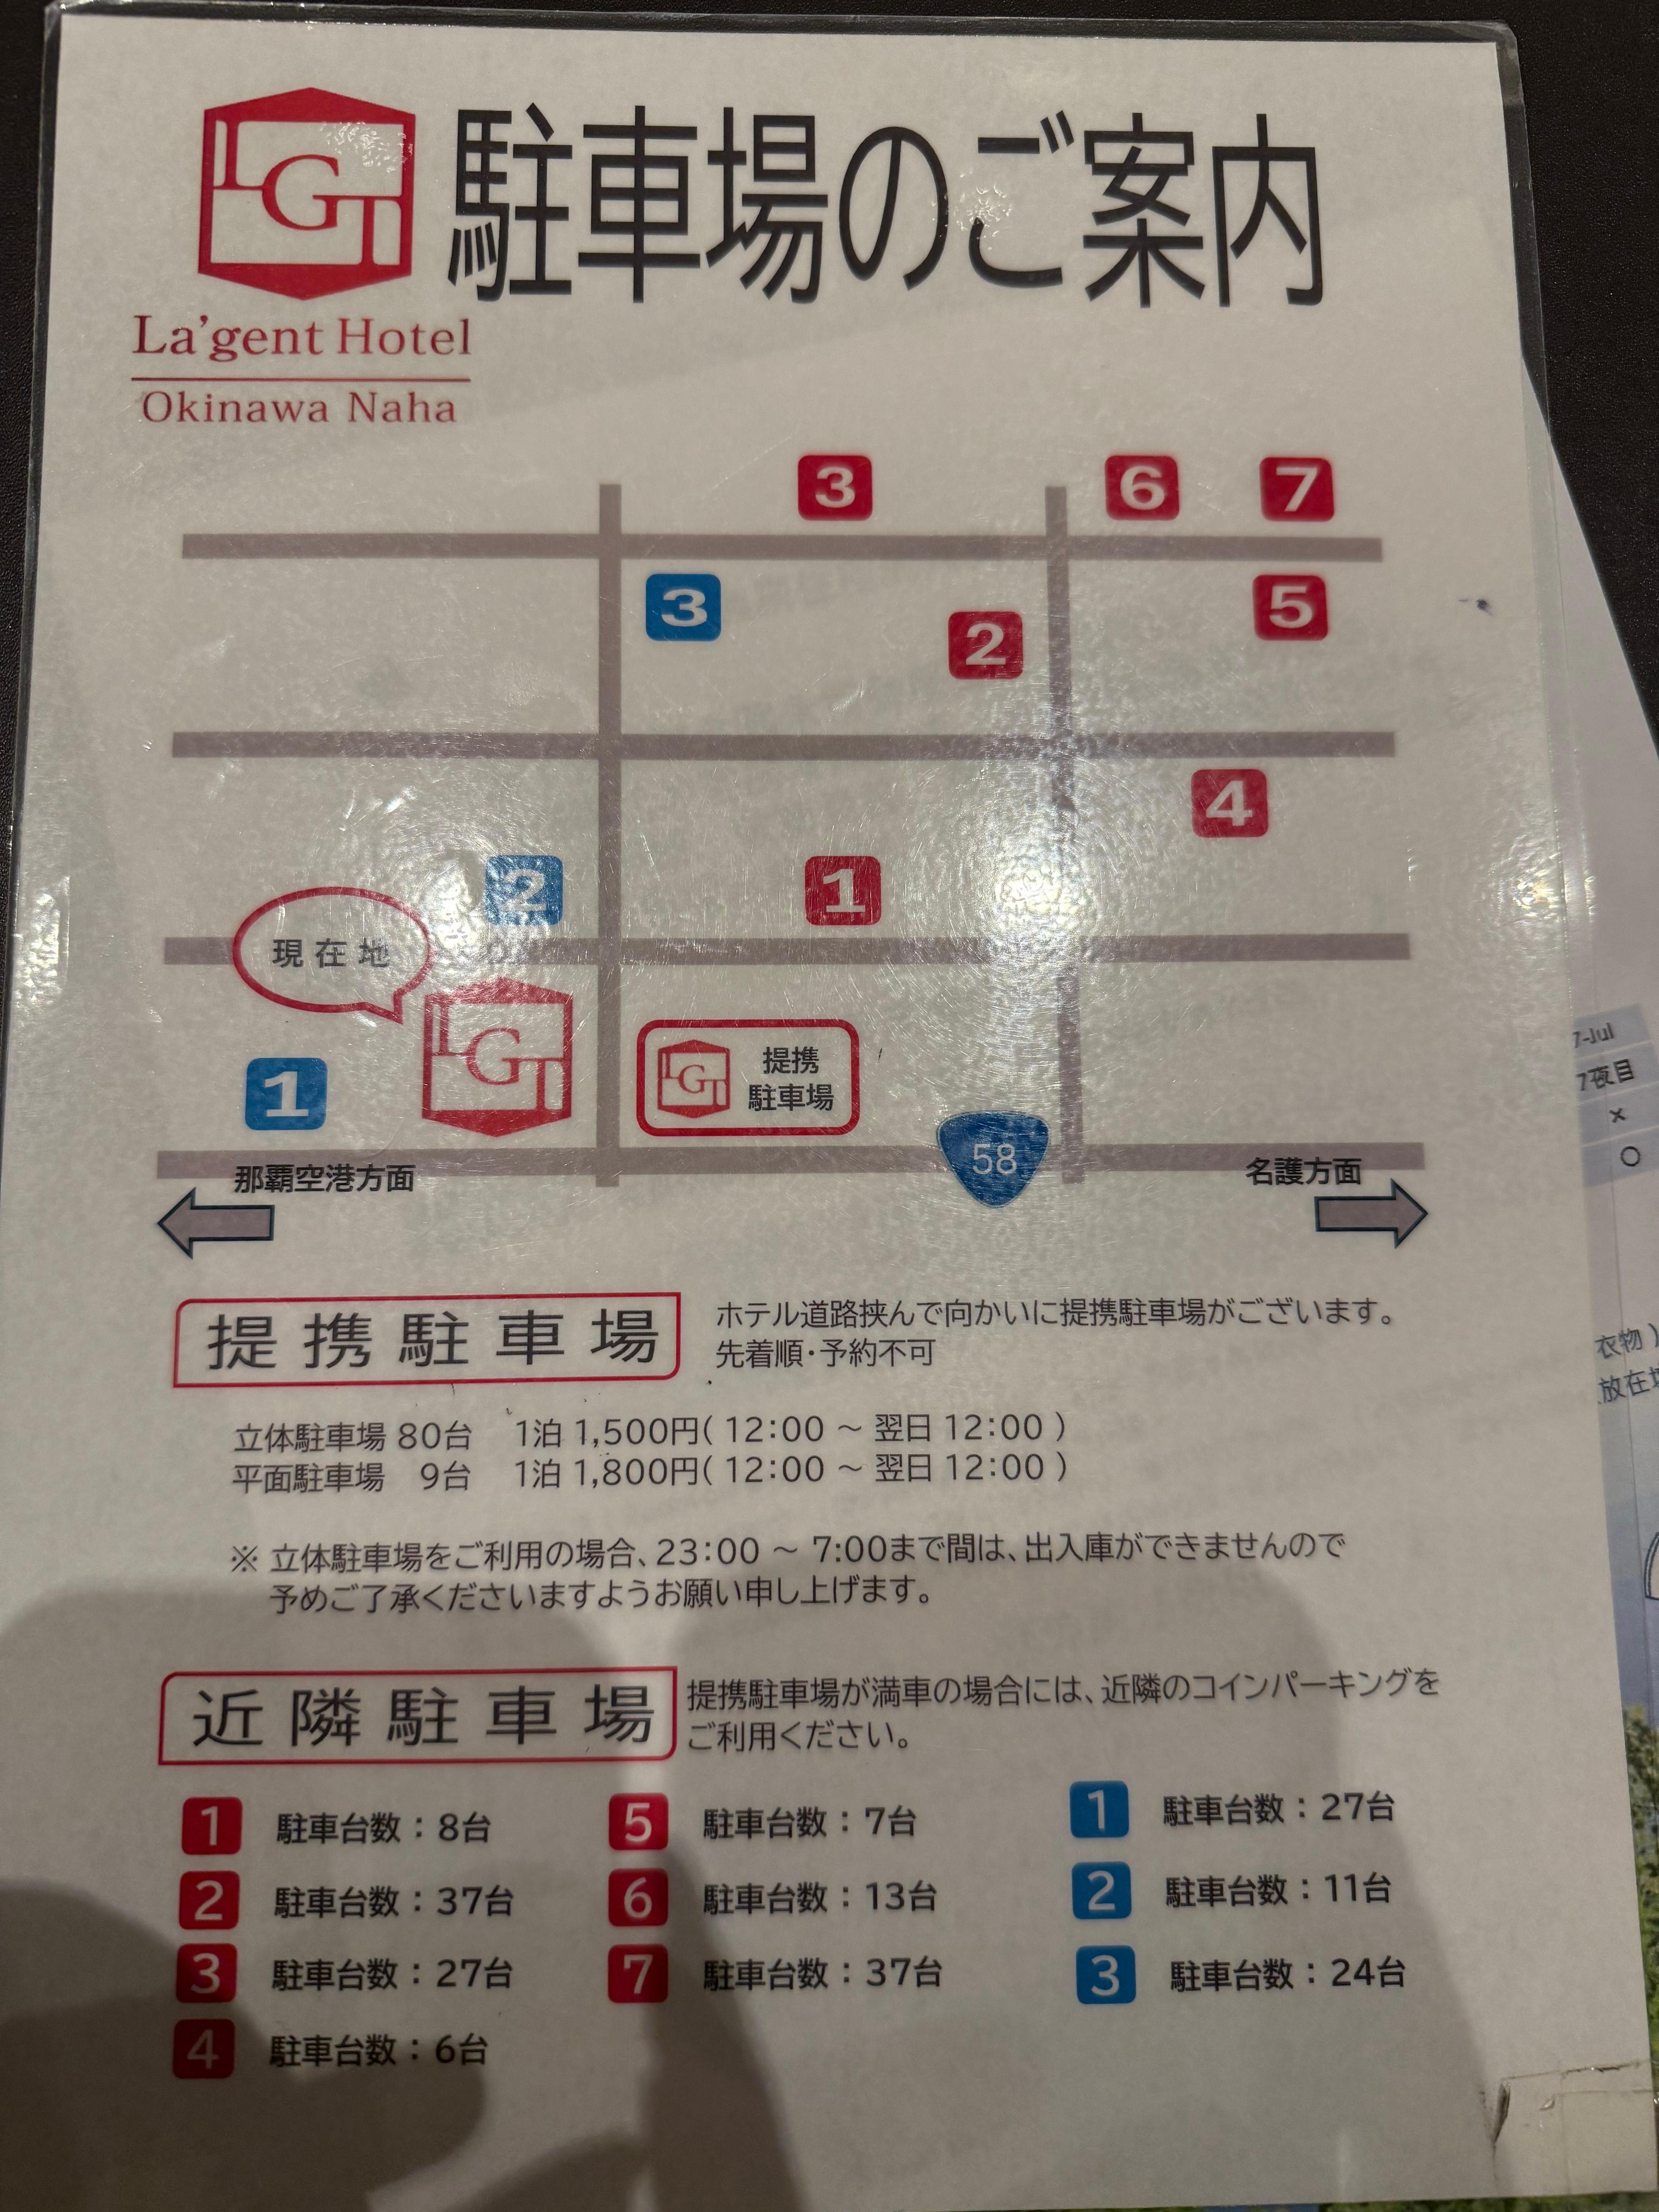 LGT
駐車場のご案内
La'gent Hotel
Okinawa Naha
3
6
7
3
5
2
4
2
1
現在地
LGT
1
LGT
提携
駐車場
58
那覇空港方面
名護方面
提携駐車場
ホテル道路挟んで向かいに提携駐車場がございます。
先着順・予約不可
立体駐車場 80台 1泊 1,500円( 12:00 ～ 翌日 12:00 )
平面駐車場 9台 1泊 1,800円( 12:00 ～ 翌日 12:00 )
※ 立体駐車場をご利用の場合、23:00 ～ 7:00まで間は、出入庫ができませんので
予めご了承くださいますようお願い申し上げます。
近隣駐車場
提携駐車場が満車の場合には、近隣のコインパーキングを
ご利用ください。
1 駐車台数：8台
2 駐車台数：37台
3 駐車台数：27台
4 駐車台数：6台
5 駐車台数：7台
6 駐車台数：13台
7 駐車台数：37台
1 駐車台数：27台
2 駐車台数：11台
3 駐車台数：24台
7-Jul
7夜目
×
○
衣物）
放在